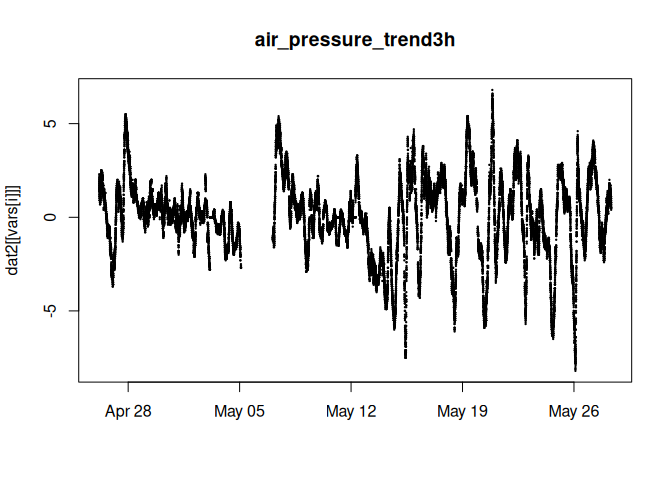 air_pressure_trend3h
dat2[[vars[i]]]
5
0
-5
Apr 28
May 05
May 12
May 19
May 26